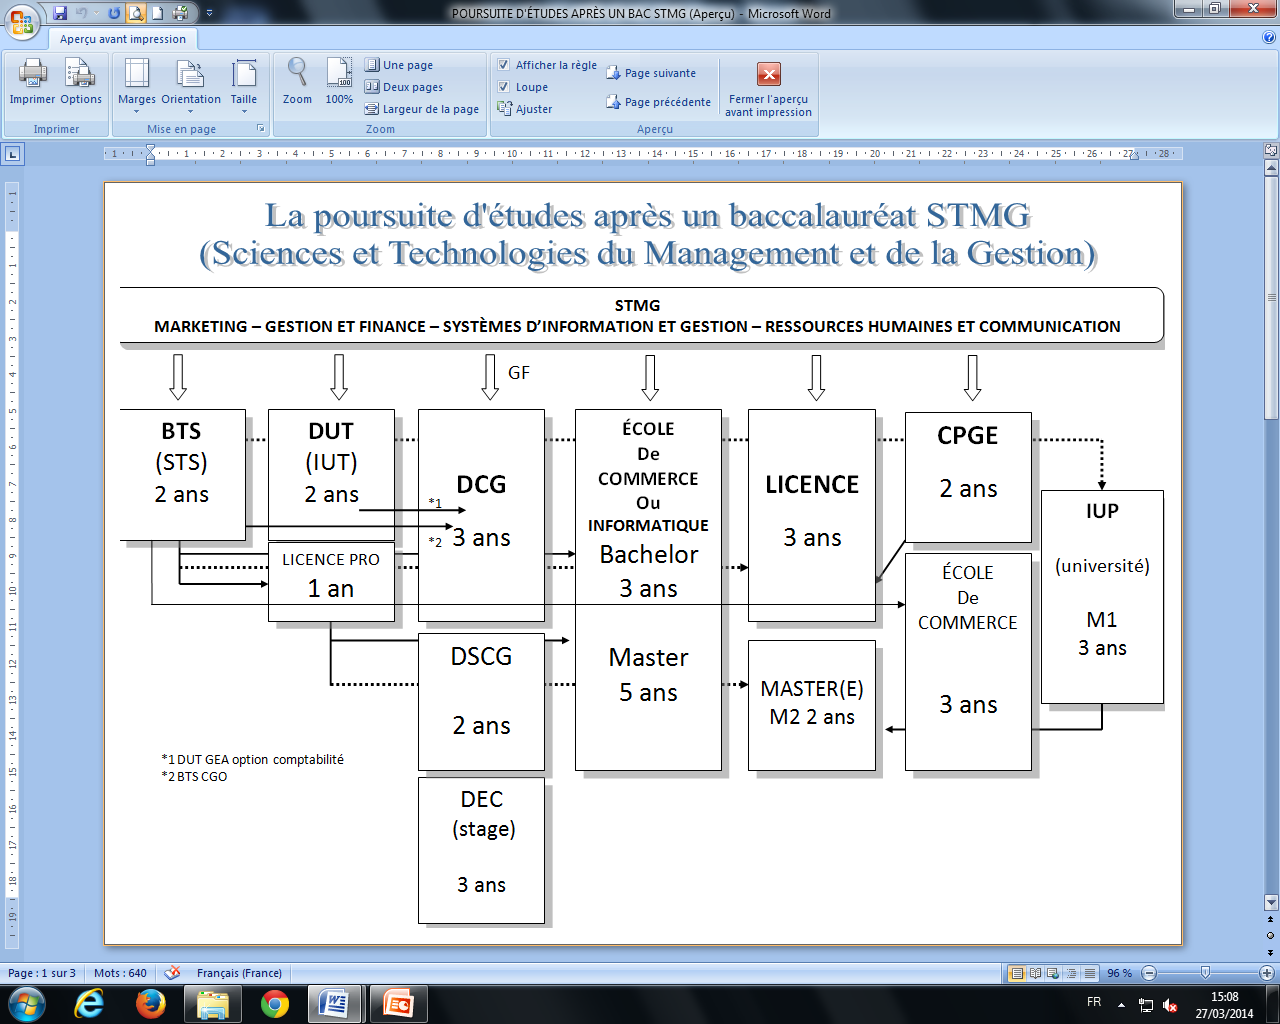 POURSUITE D'ÉTUDES APRÈS UN BAC STMG (Aperçu) - Microsoft Word
Aperçu avant impression
Imprimer
Options
Marges
Orientation
Taille
Zoom
100%
Une page
Deux pages
Largeur de la page
Afficher la règle
Loupe
Ajuster
Page suivante
Page précédente
Fermer l'aperçu
avant impression
Imprimer
Mise en page
Zoom
Aperçu
La poursuite d'études après un baccalauréat STMG
(Sciences et Technologies du Management et de la Gestion)
STMG
MARKETING – GESTION ET FINANCE – SYSTÈMES D'INFORMATION ET GESTION – RESSOURCES HUMAINES ET COMMUNICATION
GF
BTS
(STS)
2 ans
DUT
(IUT)
2 ans
LICENCE PRO
1 an
*1
*2
DCG
3 ans
DSCG
2 ans
DEC
(stage)
3 ans
ÉCOLE
De
COMMERCE
Ou
INFORMATIQUE
Bachelor
3 ans
Master
5 ans
LICENCE
3 ans
MASTER(E)
M2 2 ans
CPGE
2 ans
ÉCOLE
De
COMMERCE
3 ans
IUP
(université)
M1
3 ans
*1 DUT GEA option comptabilité
*2 BTS CGO
Page : 1 sur 3
Mots : 640
Français (France)
96 %
FR
15:08
27/03/2014